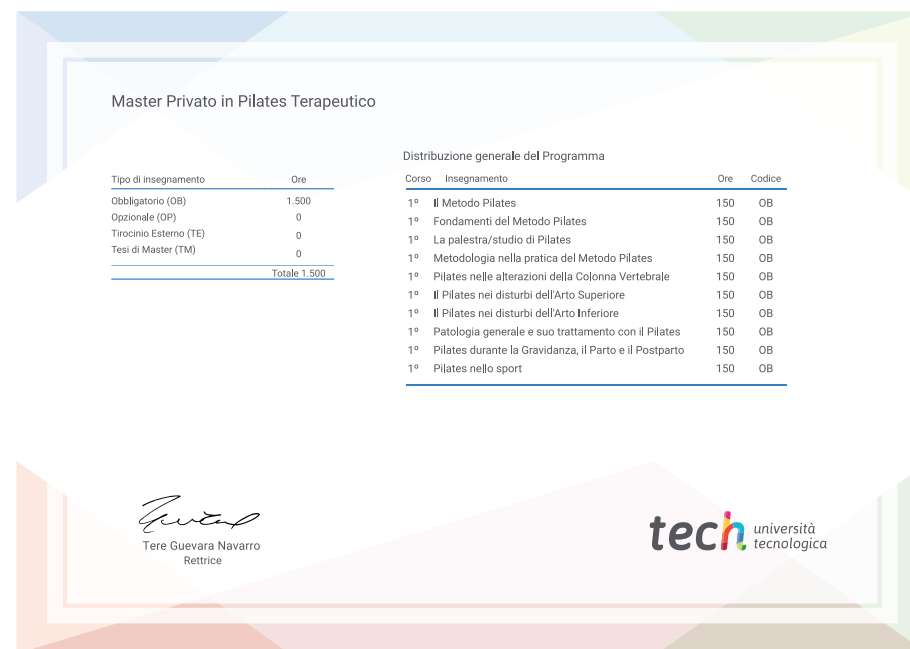 Master Privato in Pilates Terapeutico
Tipo di insegnamento Ore
Obbligatorio (OB) 1.500
Opzionale (OP) 0
Tirocinio Esterno (TE) 0
Tesi di Master (TM) 0
Totale 1.500
Distribuzione generale del Programma
Corso Insegnamento Ore Codice
1º Il Metodo Pilates 150 OB
1º Fondamenti del Metodo Pilates 150 OB
1º La palestra/studio di Pilates 150 OB
1º Metodologia nella pratica del Metodo Pilates 150 OB
1º Pilates nelle alterazioni della Colonna Vertebrale 150 OB
1º Il Pilates nei disturbi dell'Arto Superiore 150 OB
1º Il Pilates nei disturbi dell'Arto Inferiore 150 OB
1º Patologia generale e suo trattamento con il Pilates 150 OB
1º Pilates durante la Gravidanza, il Parto e il Postparto 150 OB
1º Pilates nello sport 150 OB
Tere Guevara Navarro
Rettrice
tech università
tecnologica